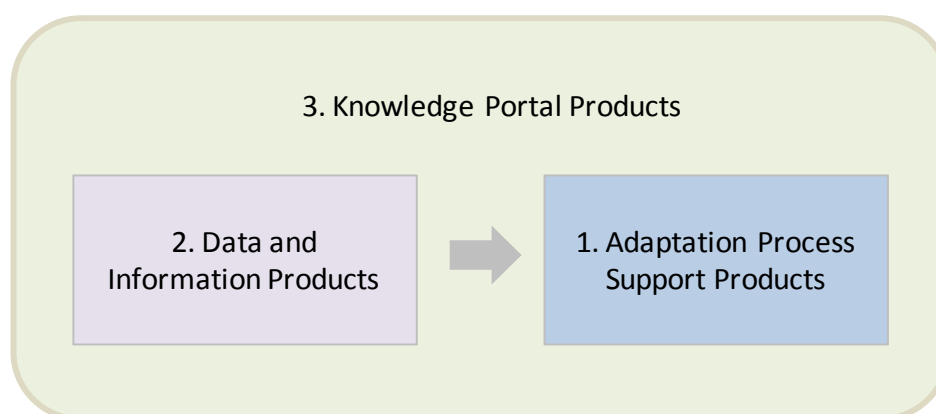 3. Knowledge Portal Products
2. Data and
Information Products
1. Adaptation Process
Support Products